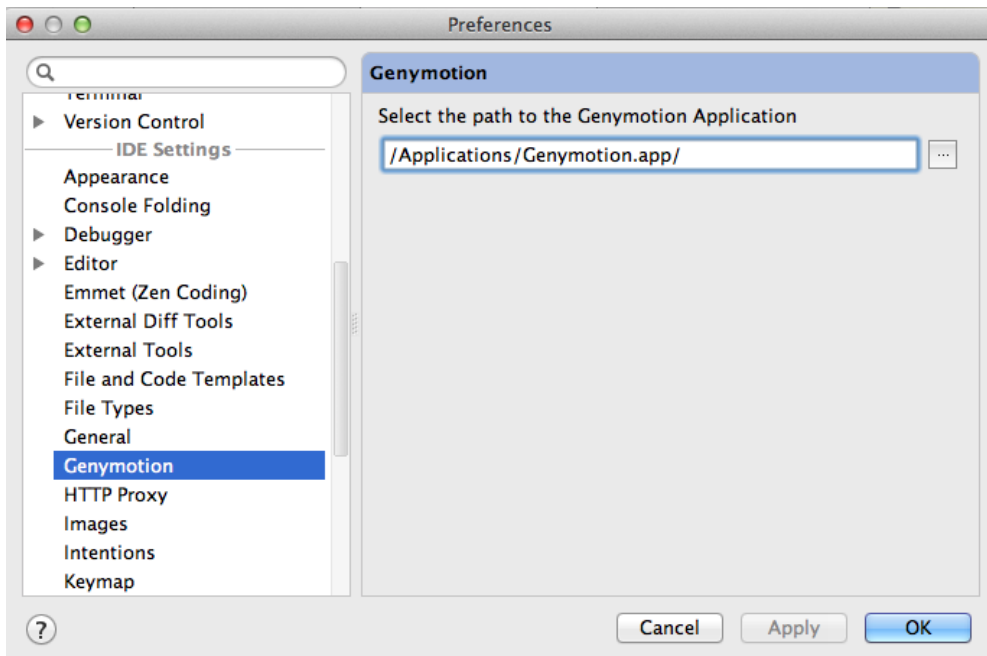 Preferences
Terminal
Version Control
IDE Settings
Appearance
Console Folding
Debugger
Editor
Emmet (Zen Coding)
External Diff Tools
External Tools
File and Code Templates
File Types
General
Genymotion
HTTP Proxy
Images
Intentions
Keymap
Genymotion
Select the path to the Genymotion Application
/Applications/Genymotion.app/
...
?
Cancel
Apply
OK